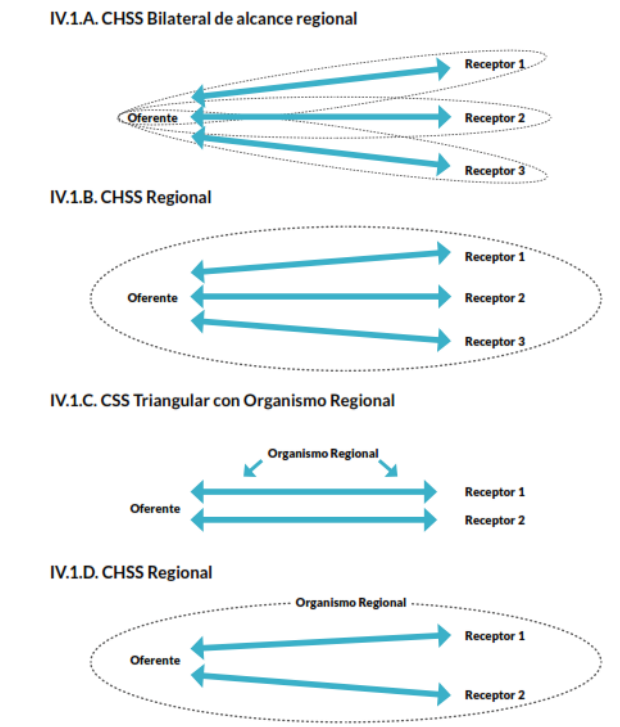 IV.1.A. CHSS Bilateral de alcance regional
Receptor 1
Oferente
Receptor 2
Receptor 3
IV.1.B. CHSS Regional
Receptor 1
Oferente
Receptor 2
Receptor 3
IV.1.C. CSS Triangular con Organismo Regional
Organismo Regional
Receptor 1
Oferente
Receptor 2
IV.1.D. CHSS Regional
Organismo Regional
Receptor 1
Oferente
Receptor 2